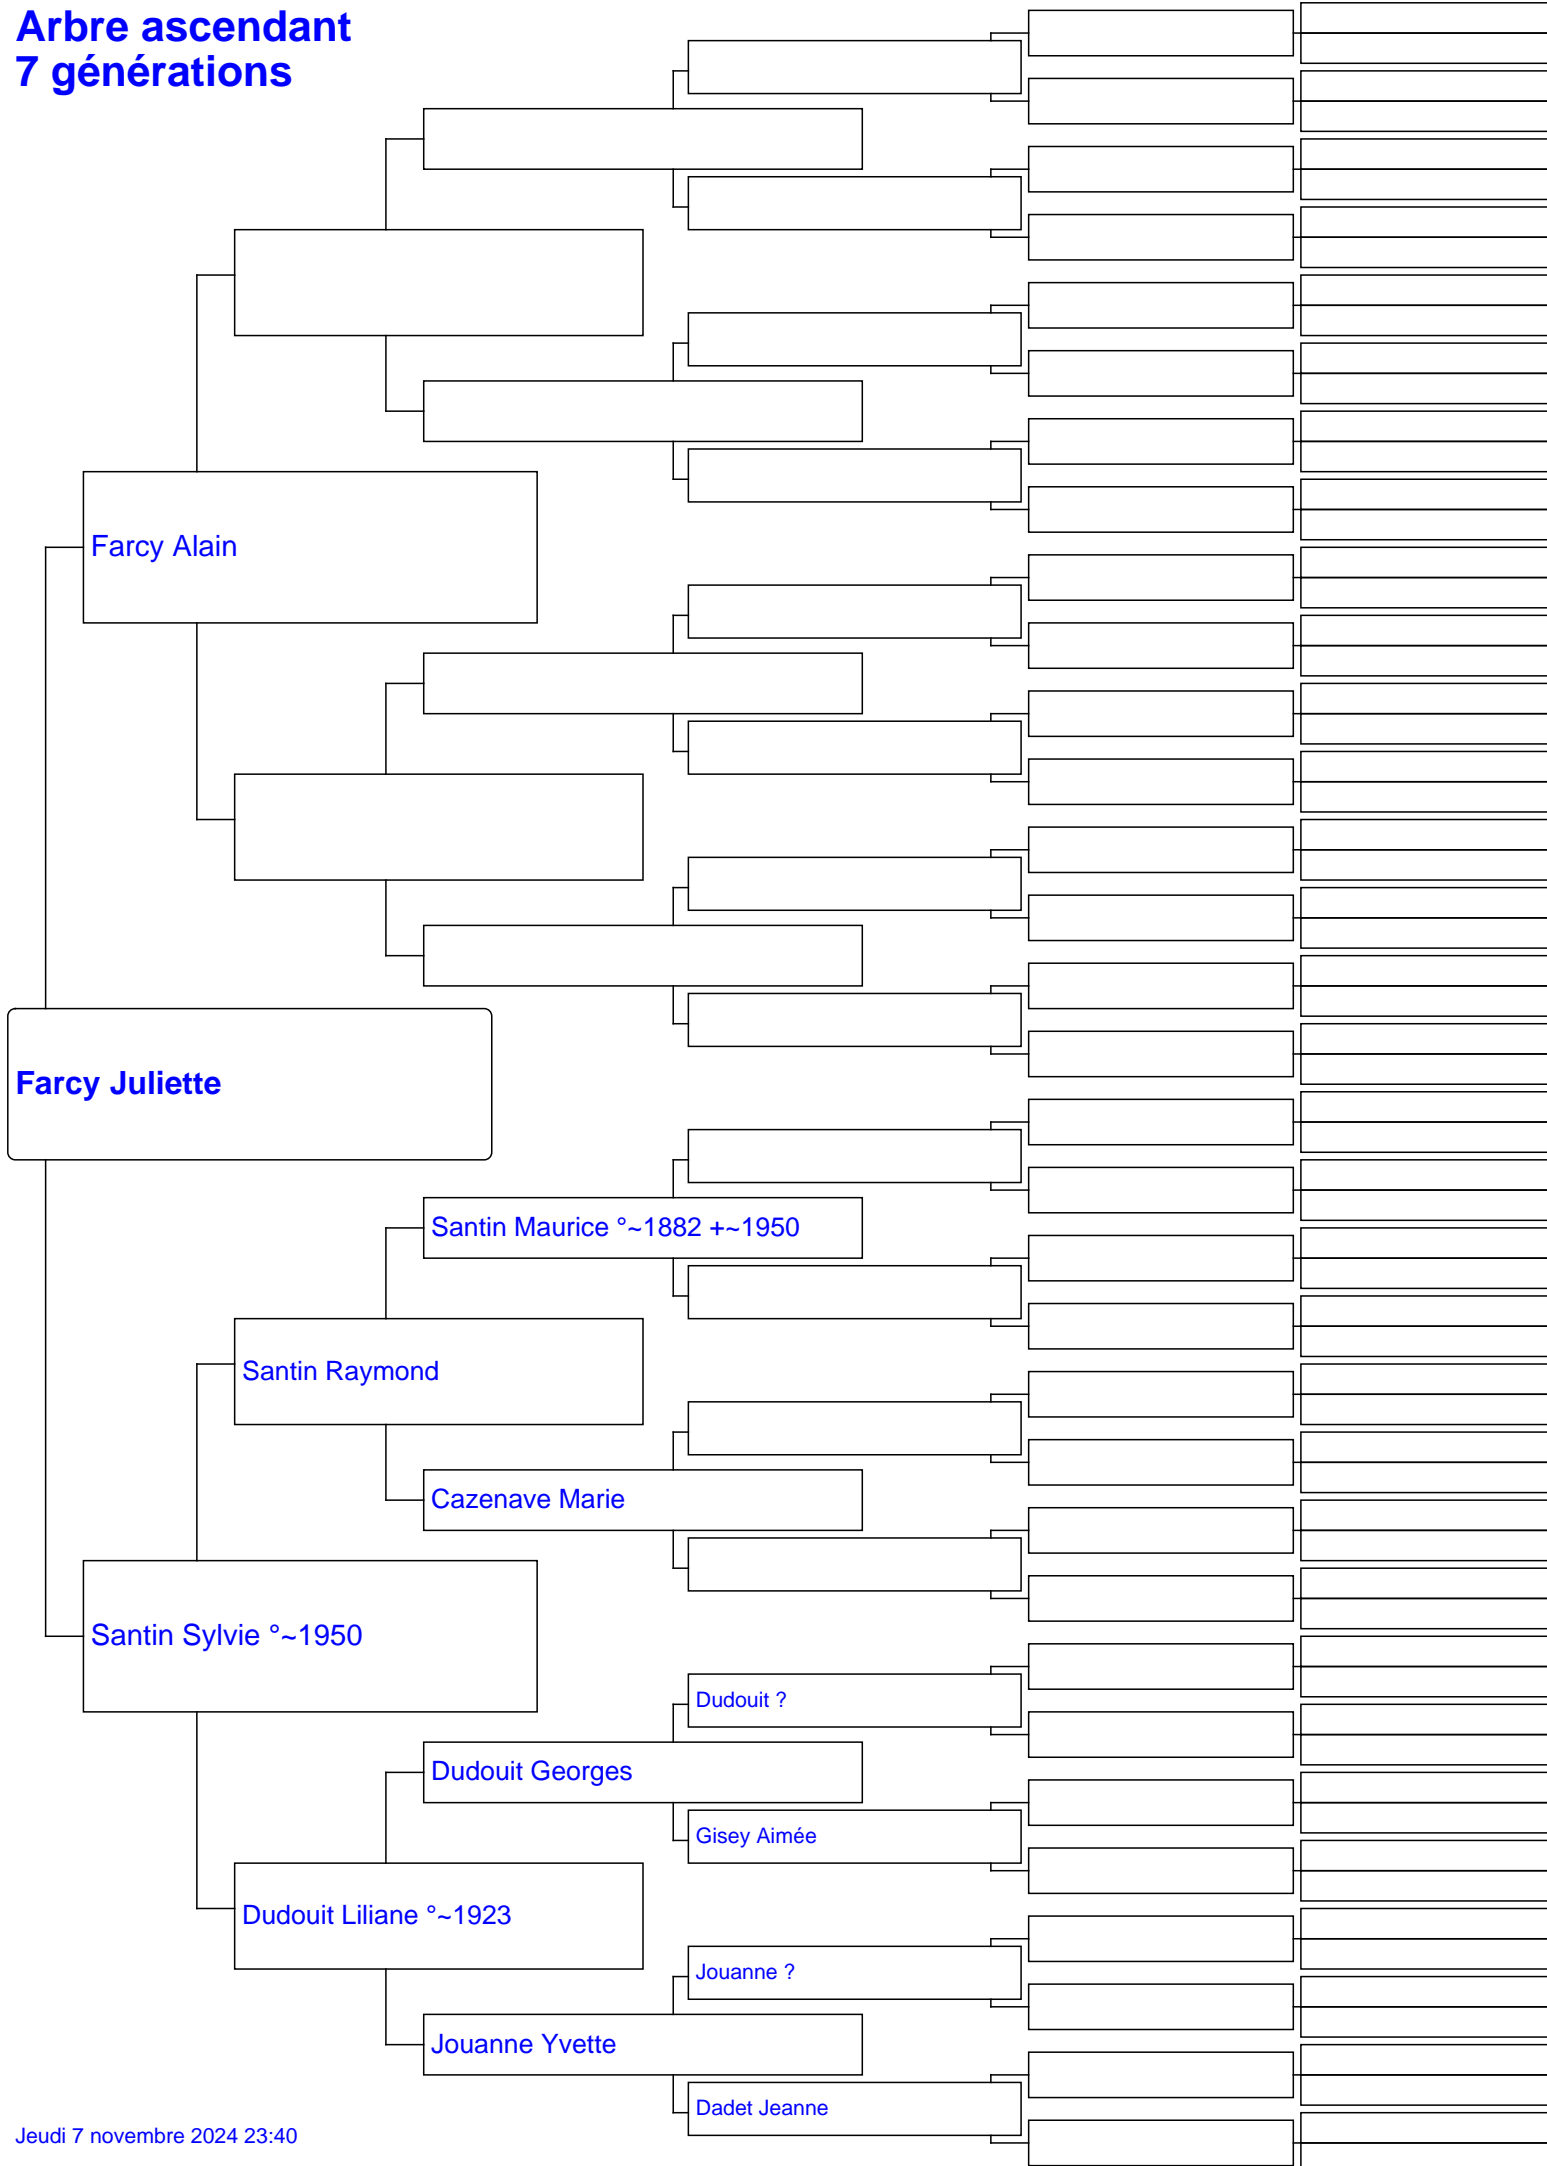 Arbre ascendant
7 générations
Farcy Alain
Farcy Juliette
Santin Maurice °~1882 +~1950
Santin Raymond
Cazenave Marie
Santin Sylvie °~1950
Dudouit ?
Dudouit Georges
Gisey Aimée
Dudouit Liliane °~1923
Jouanne ?
Jouanne Yvette
Dadet Jeanne
Jeudi 7 novembre 2024 23:40